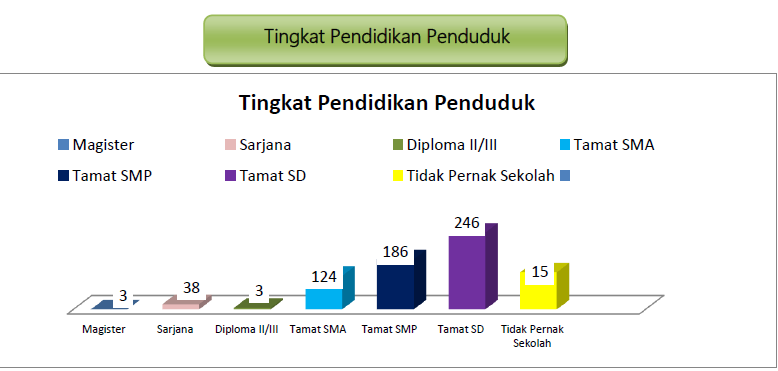 Tingkat Pendidikan Penduduk
Tingkat Pendidikan Penduduk
Magister Sarjana Diploma II/III Tamat SMA
Tamat SMP Tamat SD Tidak Pernak Sekolah
246
186
124
15
38
3
3
Magister Sarjana Diploma II/III Tamat SMA Tamat SMP Tamat SD Tidak Pernak
Sekolah